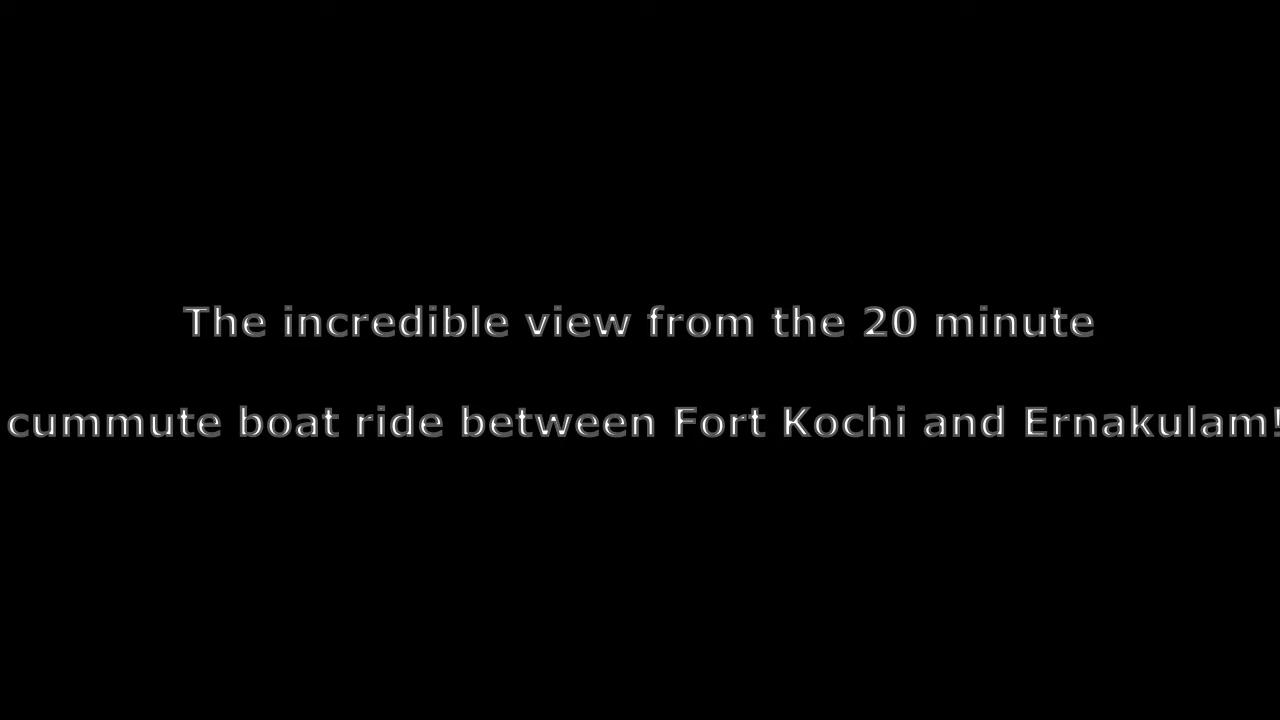 The incredible view from the 20 minute
cummute boat ride between Fort Kochi and Ernakulam!